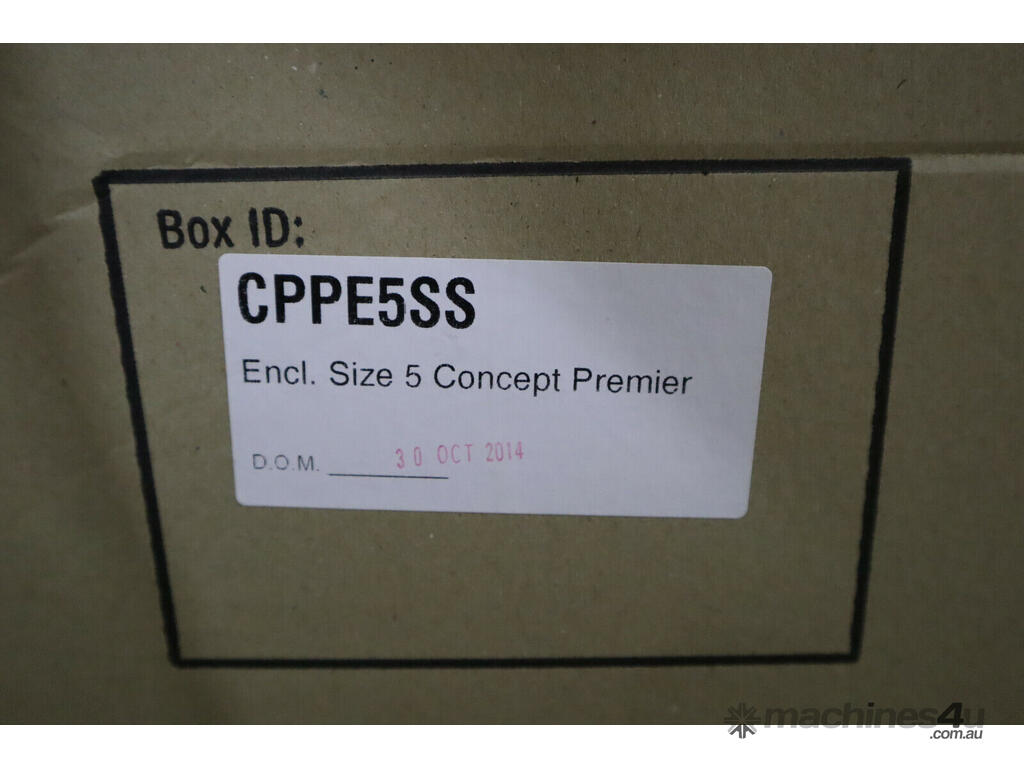 Box ID:
CPPE5SS
Encl. Size 5 Concept Premier
D.O.M. 30 OCT 2014
machines4u
.com.au